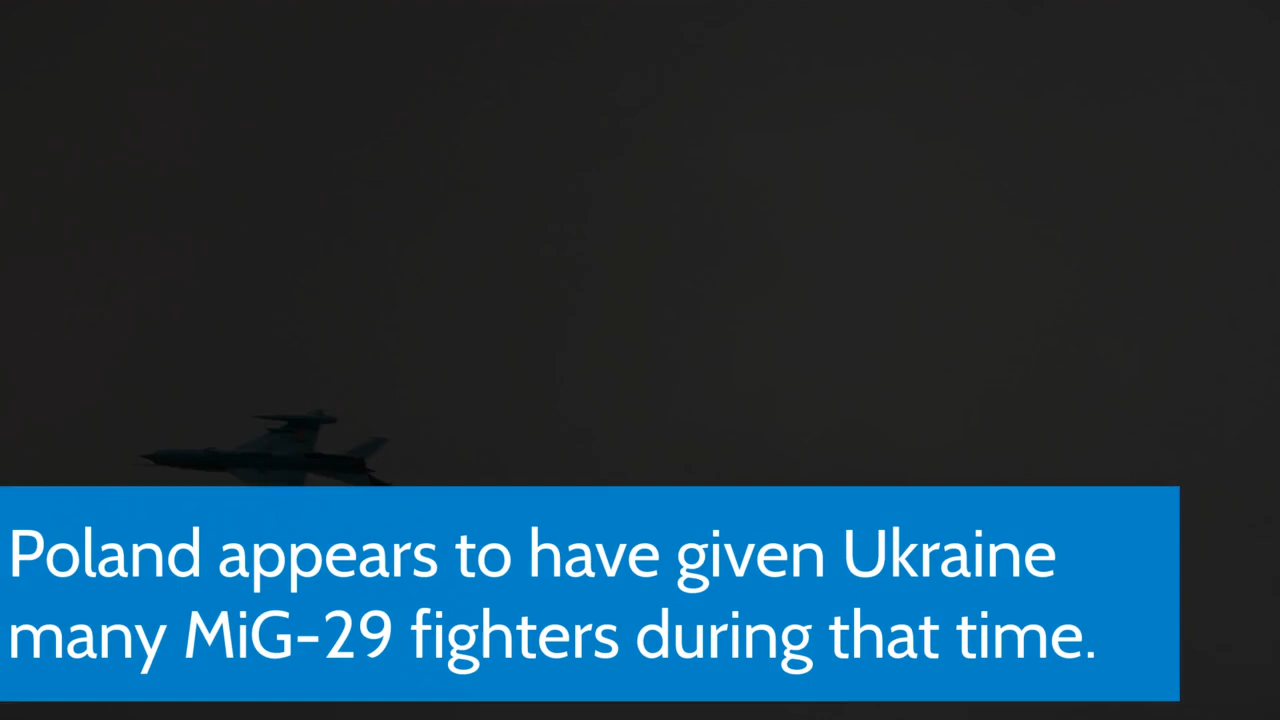 Poland appears to have given Ukraine
many MiG-29 fighters during that time.